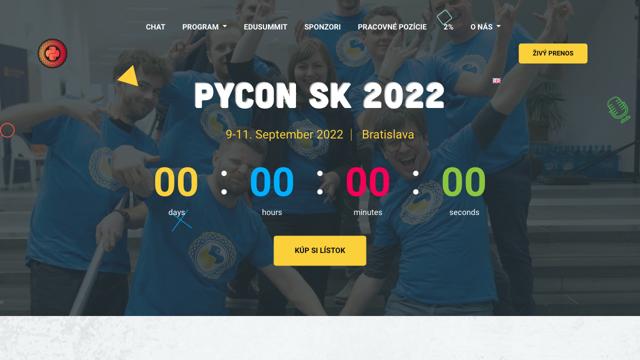 CHAT PROGRAM EDUSUMMIT SPONZORI PRACOVNÉ POZÍCIE 2% O NÁS
ŽIVÝ PRENOS
PYCON SK 2022
9-11. September 2022 | Bratislava
00 : 00 : 00 : 00
days hours minutes seconds
KÚP SI LÍSTOK